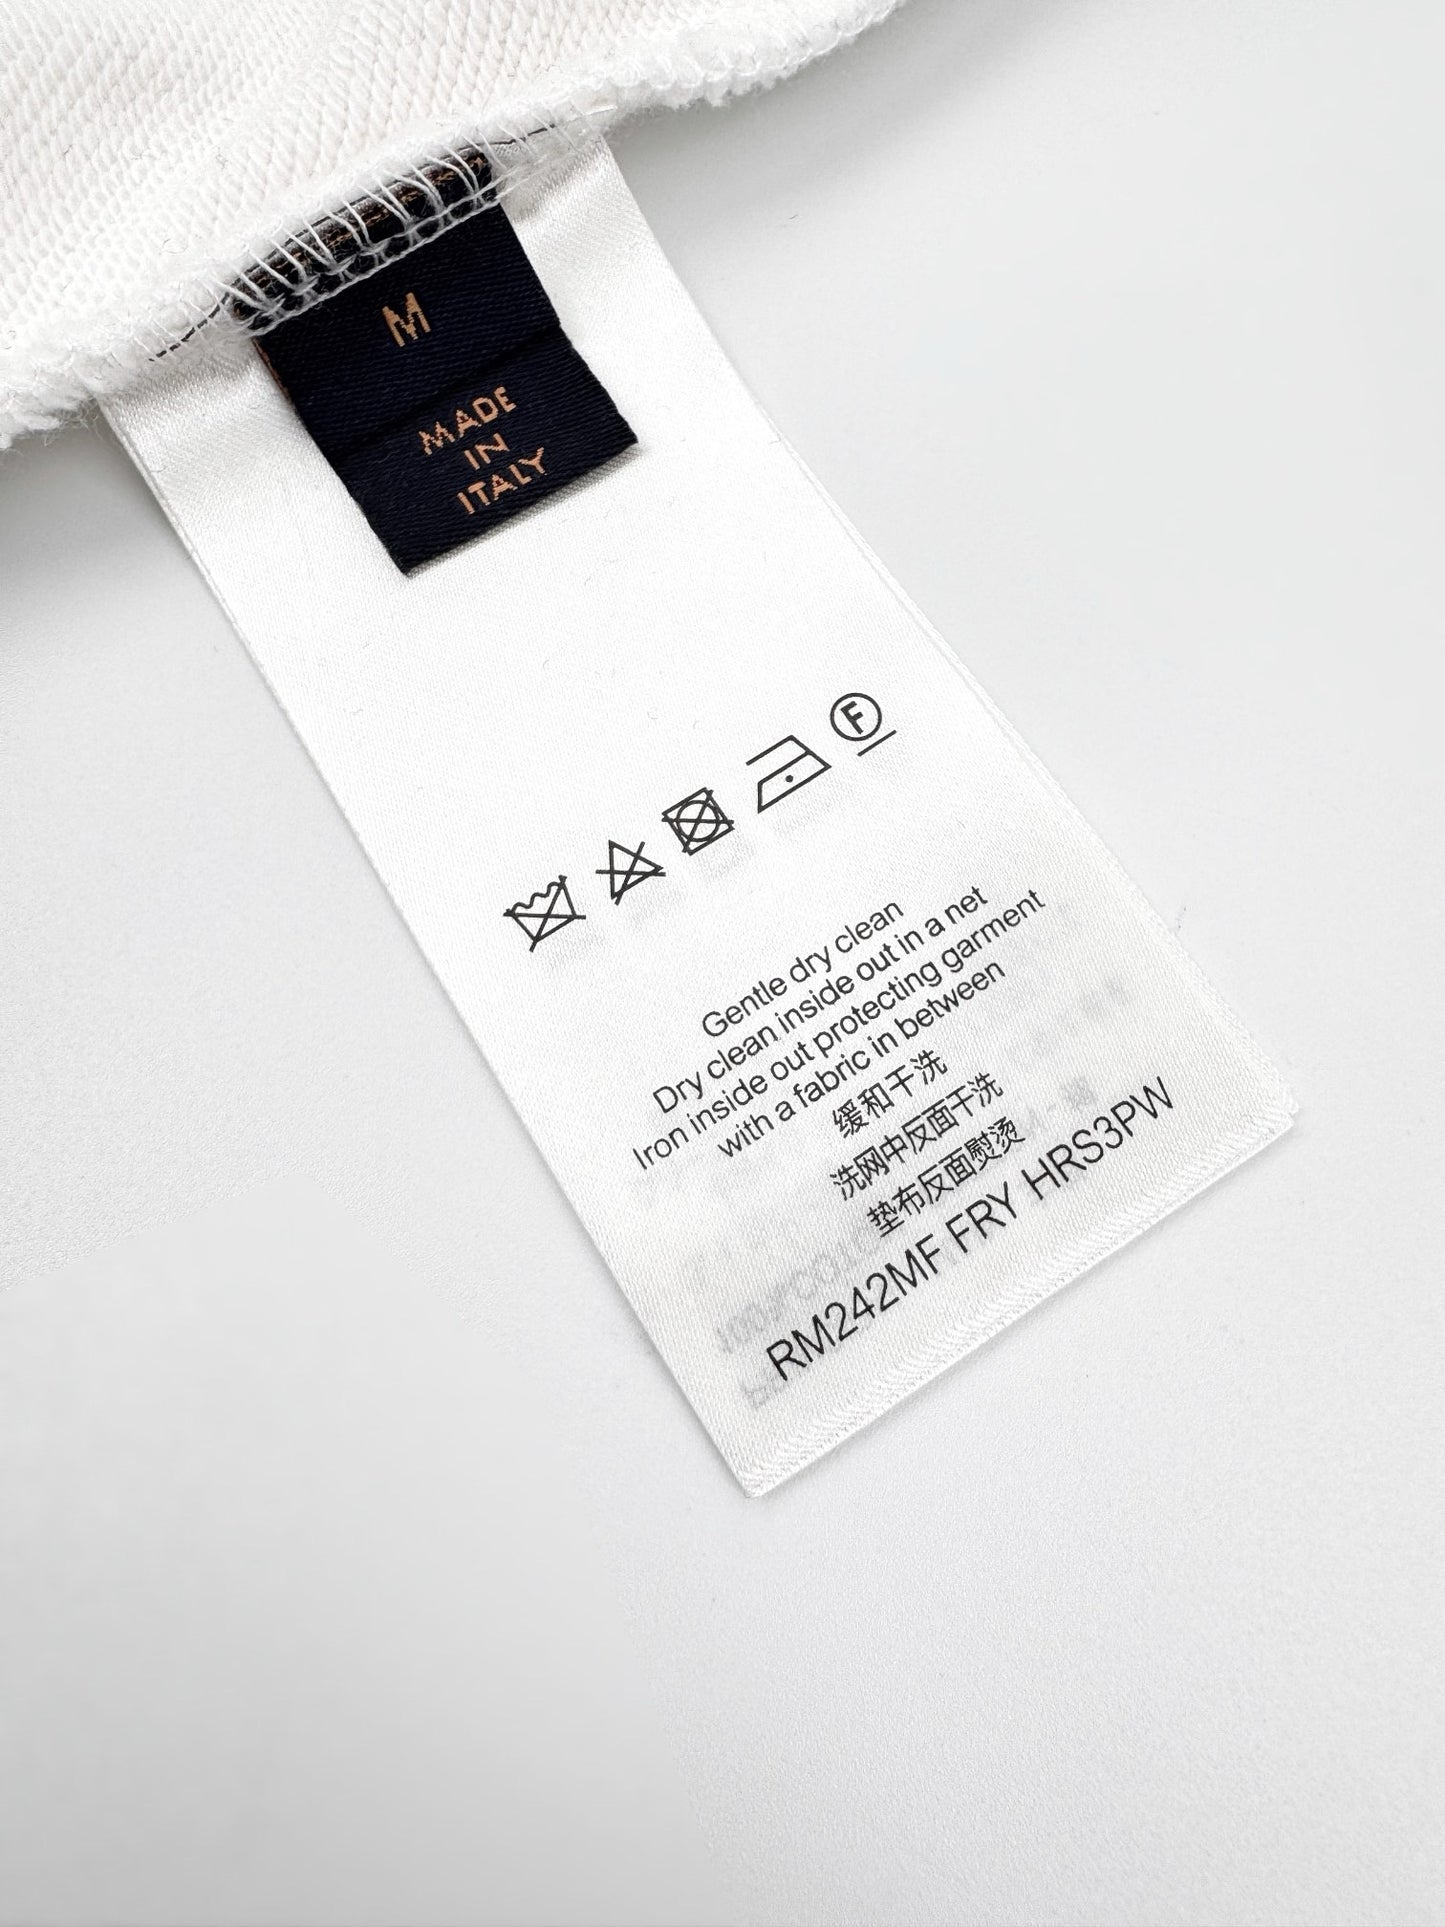 M
MADE
IN
ITALY
F
Gentle dry clean
Dry clean inside out in a net
Iron inside out protecting garment
with a fabric in between
缓和干洗
洗网中反面干洗
垫布反面熨烫
RM242MF FRY HRS3PW